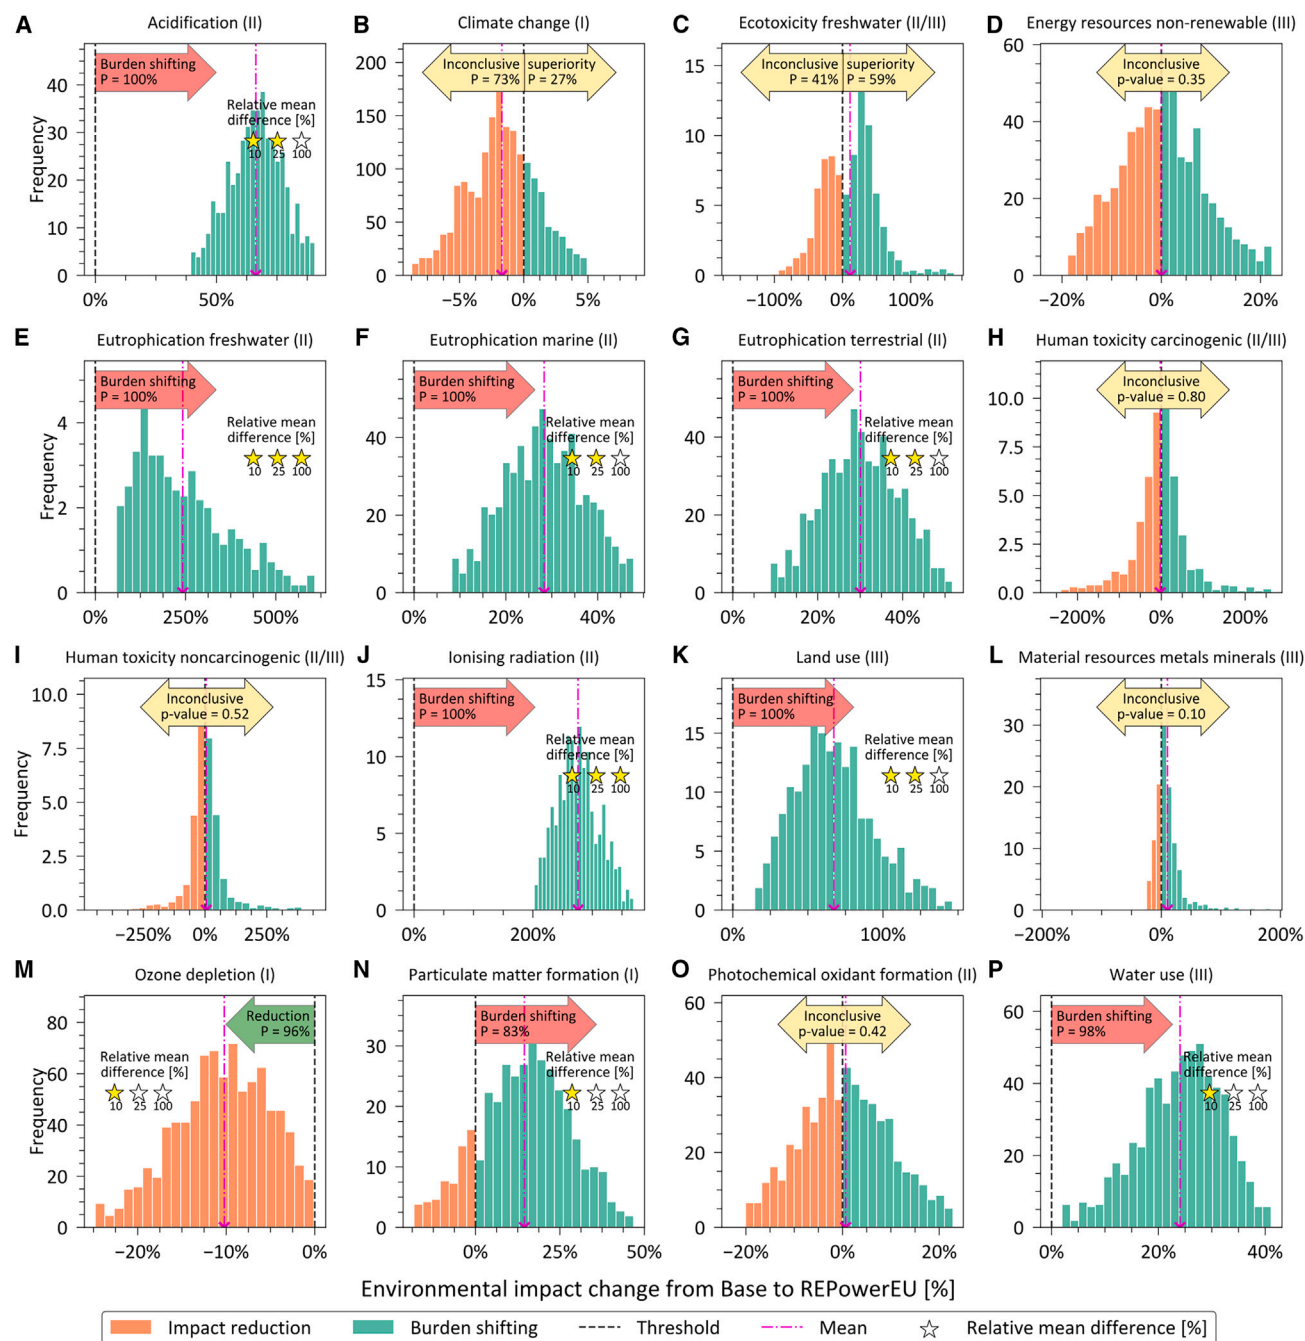 A
Acidification (II)
Burden shifting
P = 100%
Relative mean
difference [%]
10 25 100
Frequency
40
30
20
10
0
0% 50%
B
Climate change (I)
Inconclusive superiority
P = 73% P = 27%
200
150
100
50
0
−5% 0% 5%
C
Ecotoxicity freshwater (II/III)
Inconclusive superiority
P = 41% P = 59%
15
10
5
0
−100% 0% 100%
D
Energy resources non-renewable (III)
Inconclusive
p-value = 0.35
60
40
20
0
−20% 0% 20%
E
Eutrophication freshwater (II)
Burden shifting
P = 100%
Relative mean
difference [%]
10 25 100
Frequency
4
2
0
0% 250% 500%
F
Eutrophication marine (II)
Burden shifting
P = 100%
Relative mean
difference [%]
10 25 100
40
20
0
0% 20% 40%
G
Eutrophication terrestrial (II)
Burden shifting
P = 100%
Relative mean
difference [%]
10 25 100
40
20
0
0% 20% 40%
H
Human toxicity carcinogenic (II/III)
Inconclusive
p-value = 0.80
10.0
7.5
5.0
2.5
0.0
−200% 0% 200%
I
Human toxicity noncarcinogenic (II/III)
Inconclusive
p-value = 0.52
Frequency
10.0
7.5
5.0
2.5
0.0
−250% 0% 250%
J
Ionising radiation (II)
Burden shifting
P = 100%
Relative mean
difference [%]
10 25 100
15
10
5
0
0% 200%
K
Land use (III)
Burden shifting
P = 100%
Relative mean
difference [%]
10 25 100
15
10
5
0
0% 100%
L
Material resources metals minerals (III)
Inconclusive
p-value = 0.10
30
20
10
0
−200% 0% 200%
M
Ozone depletion (I)
Reduction
P = 96%
Relative mean
difference [%]
10 25 100
Frequency
80
60
40
20
0
−20% −10% 0%
N
Particulate matter formation (I)
Burden shifting
P = 83%
Relative mean
difference [%]
10 25 100
30
20
10
0
0% 25% 50%
O
Photochemical oxidant formation (II)
Inconclusive
p-value = 0.42
60
40
20
0
−20% 0% 20%
P
Water use (III)
Burden shifting
P = 98%
Relative mean
difference [%]
10 25 100
60
40
20
0
0% 20% 40%
Environmental impact change from Base to REPowerEU [%]
Impact reduction Burden shifting Threshold Mean Relative mean difference [%]